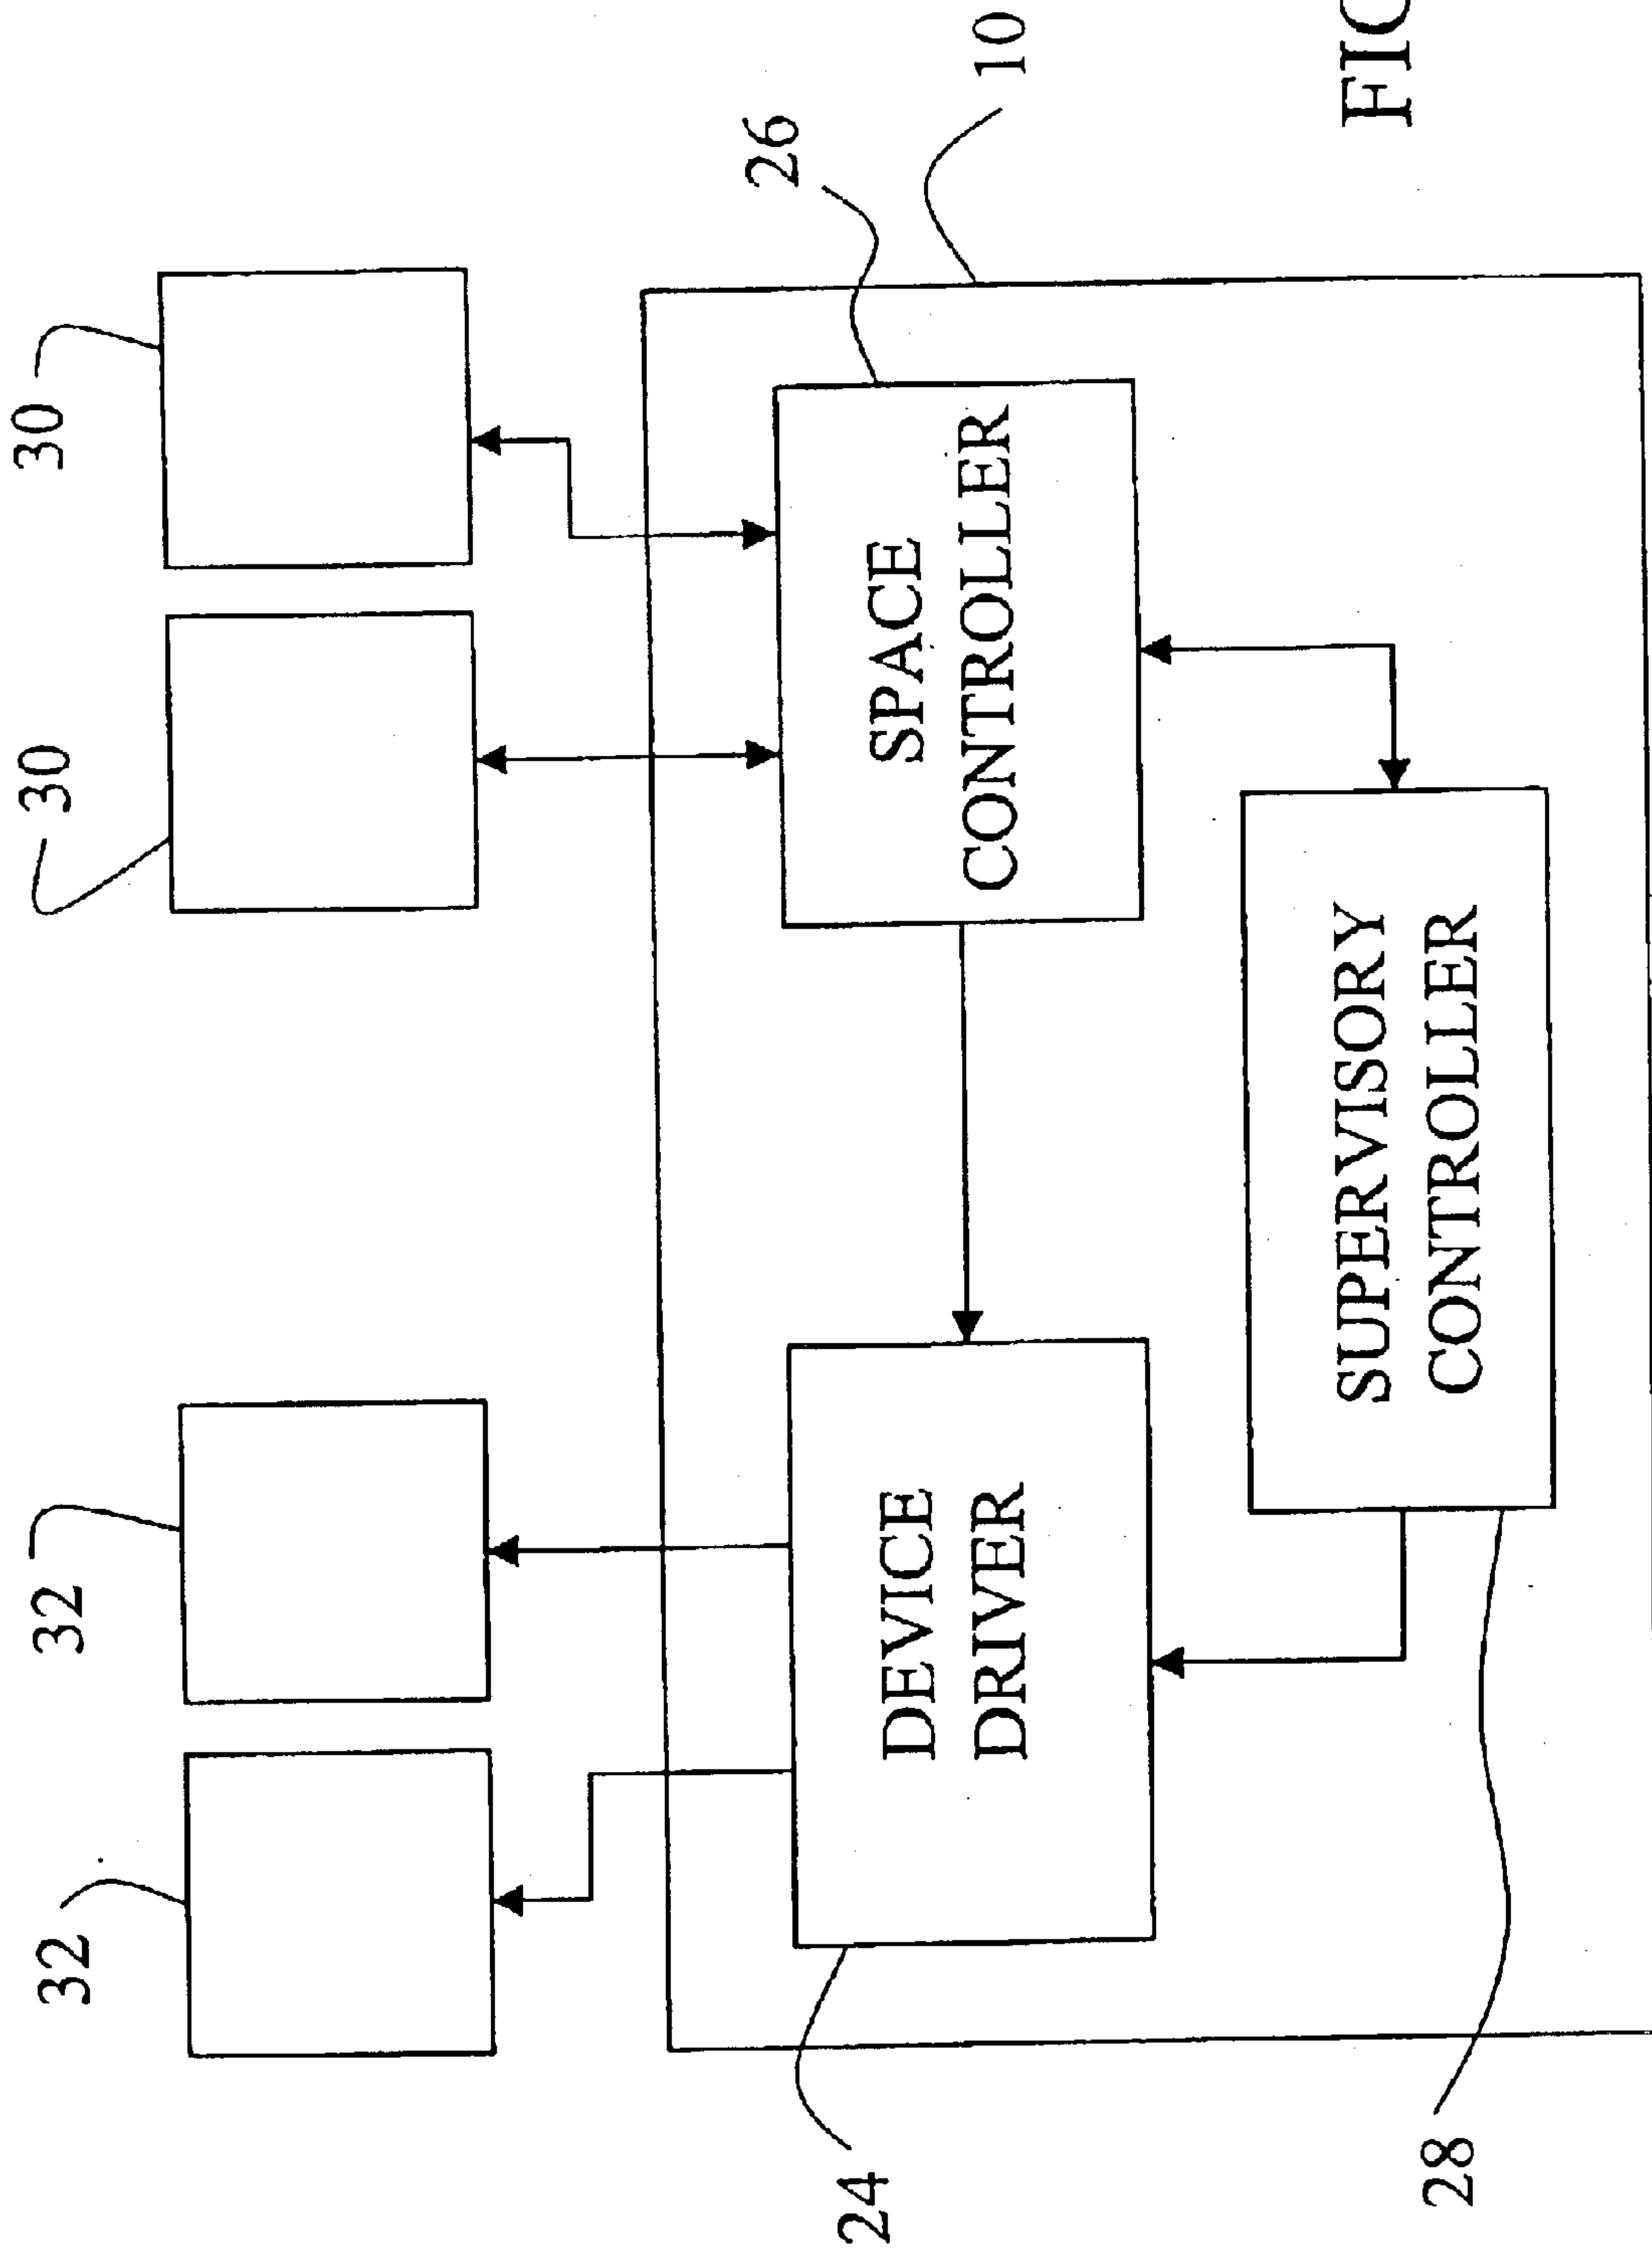 32
32
30
30
24
DEVICE
DRIVER
SPACE
CONTROLLER
26
10
SUPERVISORY
CONTROLLER
28